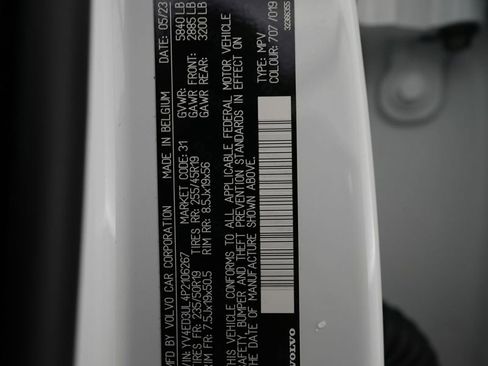 MFD BY VOLVO CAR CORPORATION MADE IN BELGIUM DATE: 05/23
VIN: YV4ED3UL4P2106267 MARKET CODE: 31 GVWR: 5840 LB
TIRES FR: 235/50R19 TIRES RR: 255/45R19 GAWR FRONT: 2885 LB
RIM FR: 7.5Jx19x50.5 RIM RR: 8.5Jx19x56 GAWR REAR: 3200 LB
THIS VEHICLE CONFORMS TO ALL APPLICABLE FEDERAL MOTOR VEHICLE
SAFETY, BUMPER AND THEFT PREVENTION STANDARDS IN EFFECT ON
THE DATE OF MANUFACTURE SHOWN ABOVE.
TYPE: MPV
COLOUR: 707 /019
VOLVO